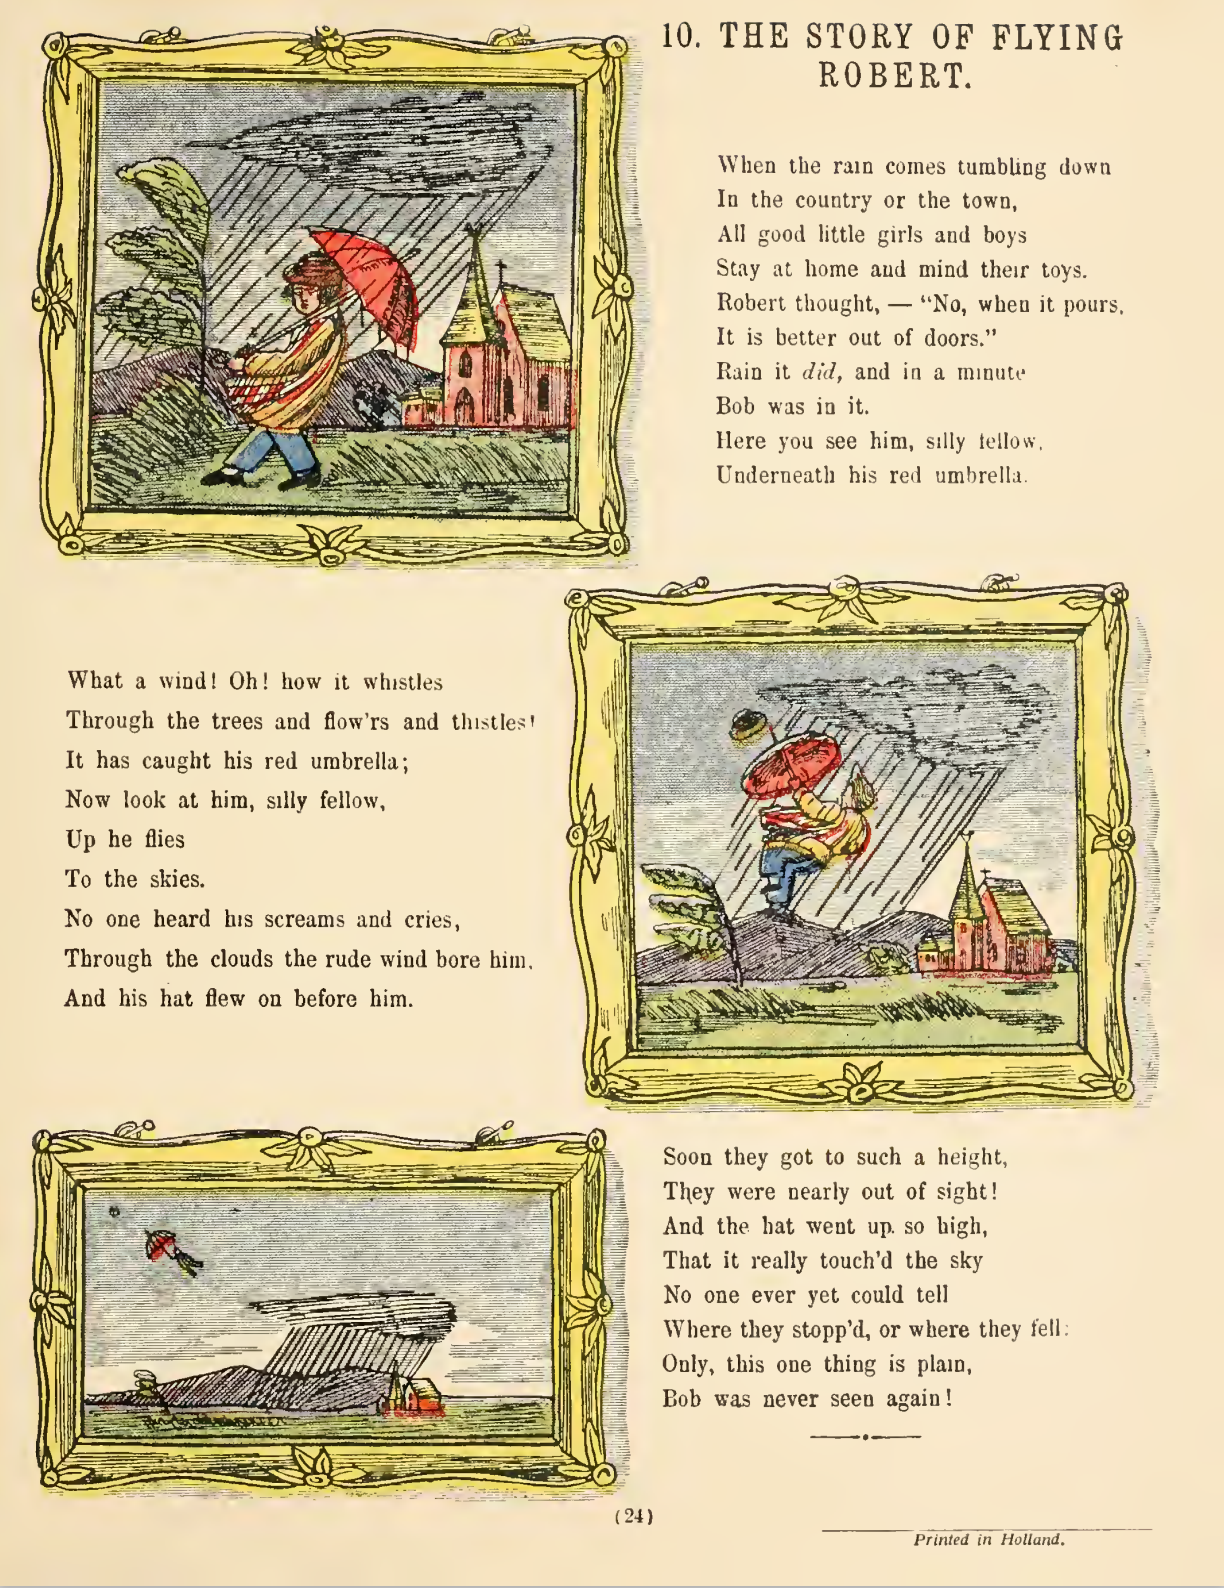 10. THE STORY OF FLYING
ROBERT.
When the rain comes tumbling down
In the country or the town,
All good little girls and boys
Stay at home and mind their toys.
Robert thought, — “No, when it pours,
It is better out of doors.”
Rain it did, and in a minute
Bob was in it.
Here you see him, silly fellow,
Underneath his red umbrella.
What a wind! Oh! how it whistles
Through the trees and flow'rs and thistles!
It has caught his red umbrella;
Now look at him, silly fellow,
Up he flies
To the skies.
No one heard his screams and cries,
Through the clouds the rude wind bore him,
And his hat flew on before him.
Soon they got to such a height,
They were nearly out of sight!
And the hat went up so high,
That it really touch'd the sky
No one ever yet could tell
Where they stopp'd, or where they fell:
Only, this one thing is plain,
Bob was never seen again!
(24)
Printed in Holland.